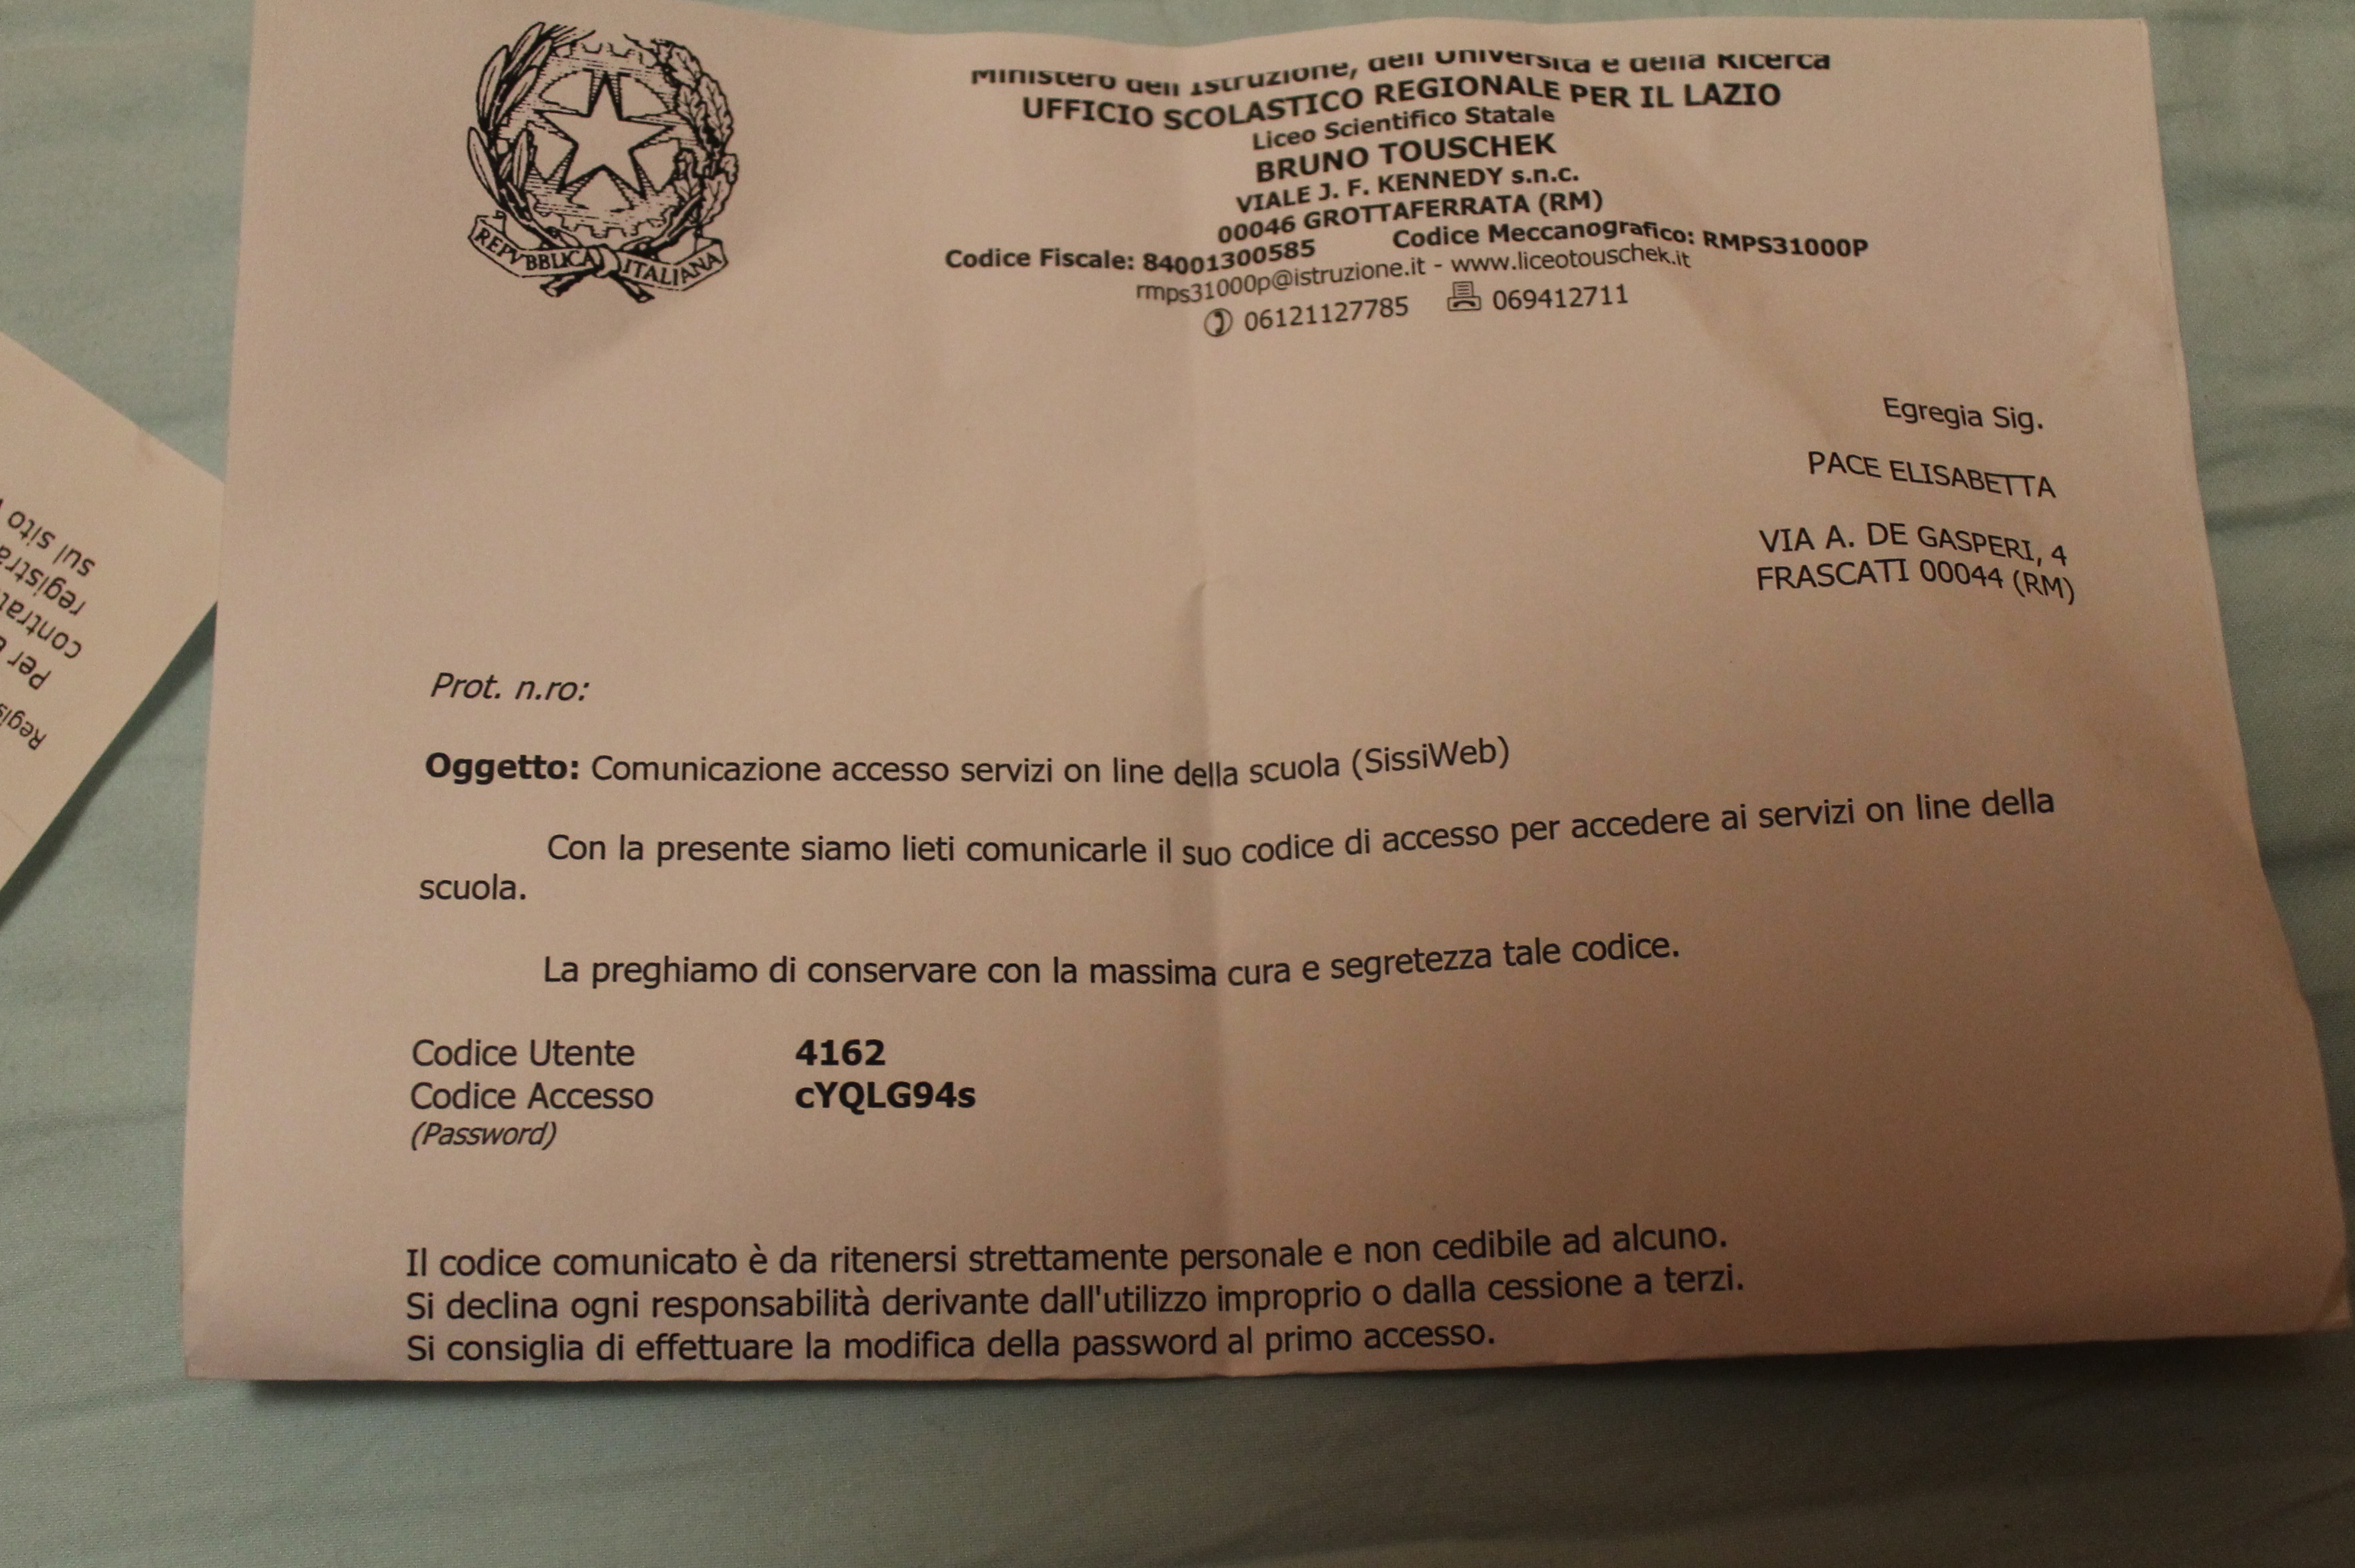 Ministero dell'Istruzione, dell'Università e della Ricerca
UFFICIO SCOLASTICO REGIONALE PER IL LAZIO
Liceo Scientifico Statale
BRUNO TOUSCHEK
VIALE J. F. KENNEDY s.n.c.
00046 GROTTAFERRATA (RM)
Codice Fiscale: 84001300585 Codice Meccanografico: RMPS31000P
rmps31000p@istruzione.it - www.liceotouschek.it
06121127785 069412711
REPVBBLICA ITALIANA
Egregia Sig.
PACE ELISABETTA
VIA A. DE GASPERI, 4
FRASCATI 00044 (RM)
Prot. n.ro:
Oggetto: Comunicazione accesso servizi on line della scuola (SissiWeb)
Con la presente siamo lieti comunicarle il suo codice di accesso per accedere ai servizi on line della
scuola.
La preghiamo di conservare con la massima cura e segretezza tale codice.
Codice Utente 4162
Codice Accesso cYQLG94s
(Password)
Il codice comunicato è da ritenersi strettamente personale e non cedibile ad alcuno.
Si declina ogni responsabilità derivante dall'utilizzo improprio o dalla cessione a terzi.
Si consiglia di effettuare la modifica della password al primo accesso.
Per
sul sito